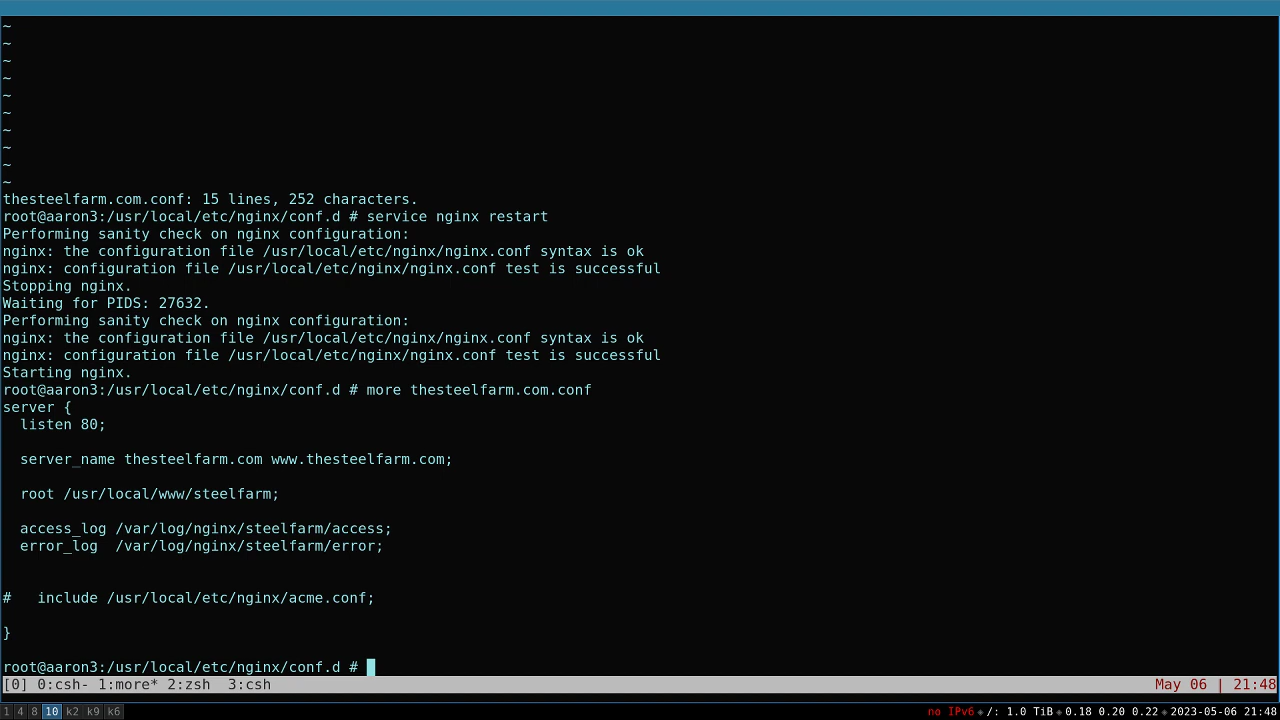 ~
~
~
~
~
~
~
~
~
~
thesteelfarm.com.conf: 15 lines, 252 characters.
root@aaron3:/usr/local/etc/nginx/conf.d # service nginx restart
Performing sanity check on nginx configuration:
nginx: the configuration file /usr/local/etc/nginx/nginx.conf syntax is ok
nginx: configuration file /usr/local/etc/nginx/nginx.conf test is successful
Stopping nginx.
Waiting for PIDS: 27632.
Performing sanity check on nginx configuration:
nginx: the configuration file /usr/local/etc/nginx/nginx.conf syntax is ok
nginx: configuration file /usr/local/etc/nginx/nginx.conf test is successful
Starting nginx.
root@aaron3:/usr/local/etc/nginx/conf.d # more thesteelfarm.com.conf
server {
  listen 80;
  server_name thesteelfarm.com www.thesteelfarm.com;
  root /usr/local/www/steelfarm;
  access_log /var/log/nginx/steelfarm/access;
  error_log  /var/log/nginx/steelfarm/error;
#   include /usr/local/etc/nginx/acme.conf;
}
root@aaron3:/usr/local/etc/nginx/conf.d #
[0] 0:csh- 1:more* 2:zsh  3:csh May 06 | 21:48
1 4 8 10 k2 k9 k6 no IPv6 /: 1.0 TiB 0.18 0.20 0.22 2023-05-06 21:48